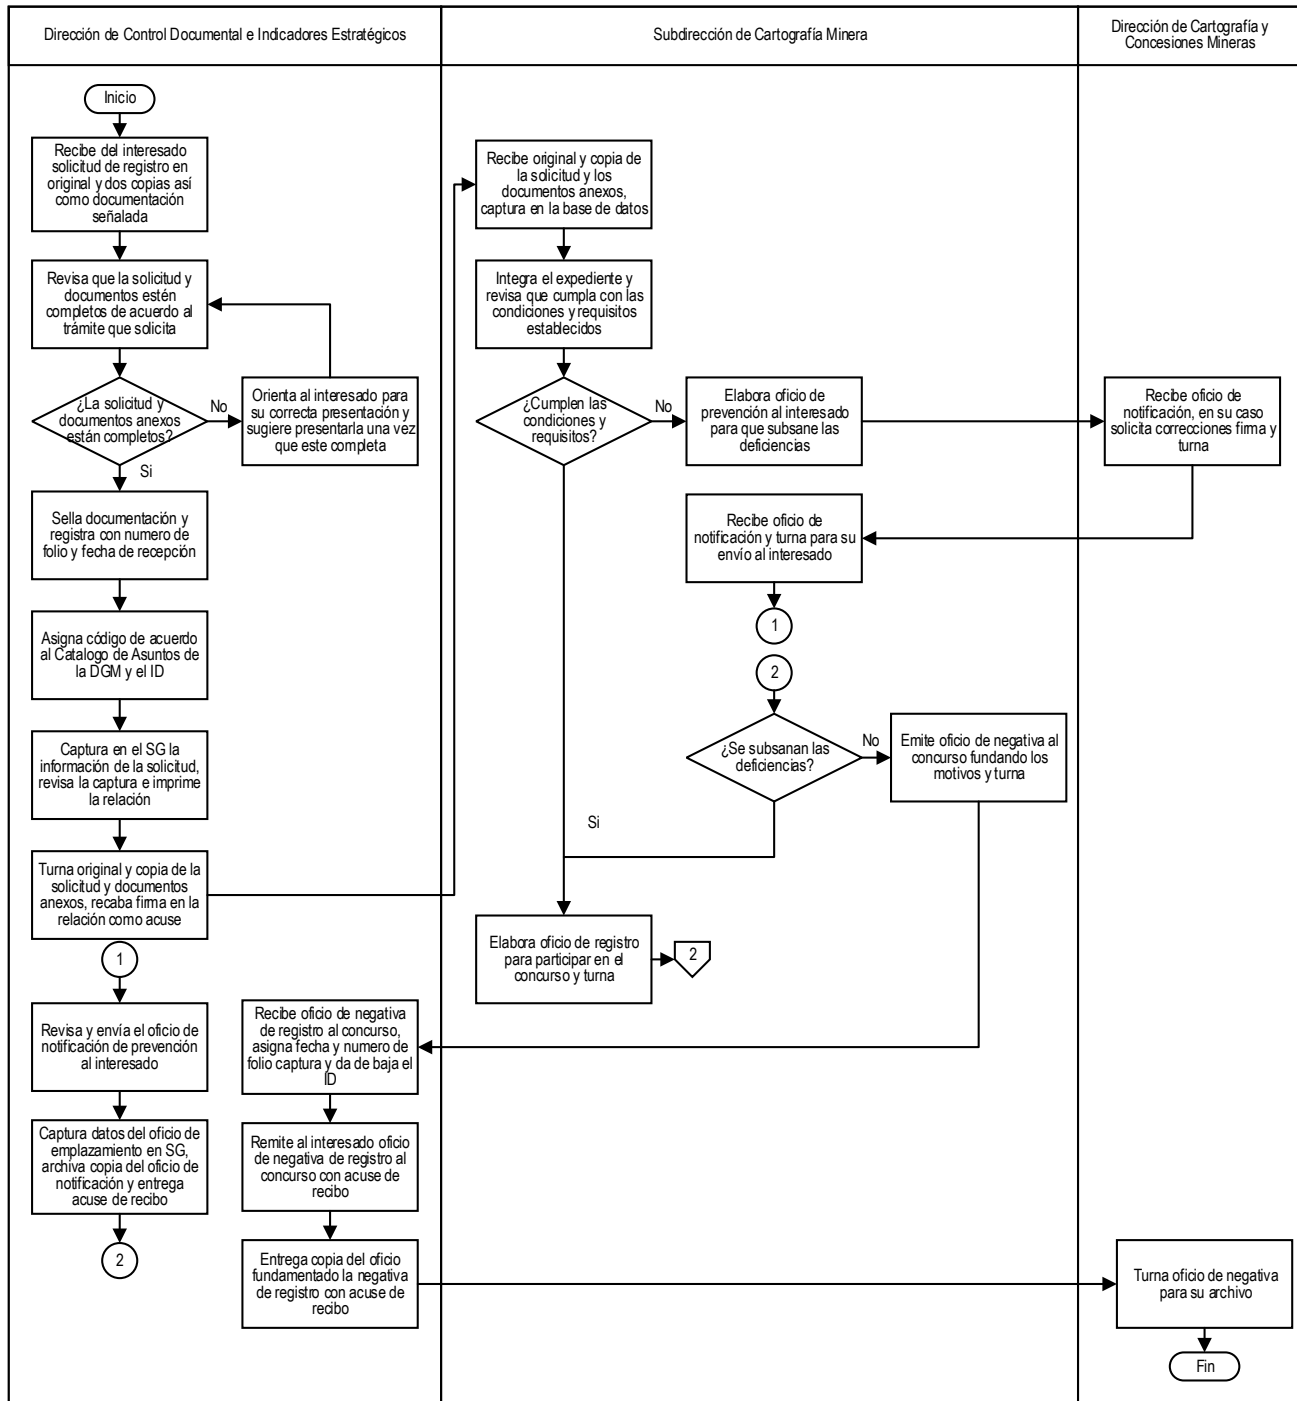 Dirección de Control Documental e Indicadores Estratégicos
Subdirección de Cartografía Minera
Dirección de Cartografía y
Concesiones Mineras
Inicio
Recibe del interesado
solicitud de registro en
original y dos copias así
como documentación
señalada
Revisa que la solicitud y
documentos estén
completos de acuerdo al
trámite que solicita
¿La solicitud y
documentos anexos
están completos?
No
Orienta al interesado para
su correcta presentación y
sugiere presentarla una vez
que este completa
Si
Sella documentación y
registra con numero de
folio y fecha de recepción
Asigna código de acuerdo
al Catalogo de Asuntos de
la DGM y el ID
Captura en el SG la
información de la solicitud,
revisa la captura e imprime
la relación
Turna original y copia de la
solicitud y documentos
anexos, recaba firma en la
relación como acuse
1
Revisa y envía el oficio de
notificación de prevención
al interesado
Captura datos del oficio de
emplazamiento en SG,
archiva copia del oficio de
notificación y entrega
acuse de recibo
2
Recibe oficio de negativa
de registro al concurso,
asigna fecha y numero de
folio captura y da de baja el
ID
Remite al interesado oficio
de negativa de registro al
concurso con acuse de
recibo
Entrega copia del oficio
fundamentado la negativa
de registro con acuse de
recibo
Recibe original y copia de
la solicitud y los
documentos anexos,
captura en la base de datos
Integra el expediente y
revisa que cumpla con las
condiciones y requisitos
establecidos
¿Cumplen las
condiciones y
requisitos?
No
Elabora oficio de
prevención al interesado
para que subsane las
deficiencias
Recibe oficio de
notificación y turna para su
envío al interesado
1
2
¿Se subsanan las
deficiencias?
No
Emite oficio de negativa al
concurso fundando los
motivos y turna
Si
Elabora oficio de registro
para participar en el
concurso y turna
2
Recibe oficio de
notificación, en su caso
solicita correcciones firma y
turna
Turna oficio de negativa
para su archivo
Fin